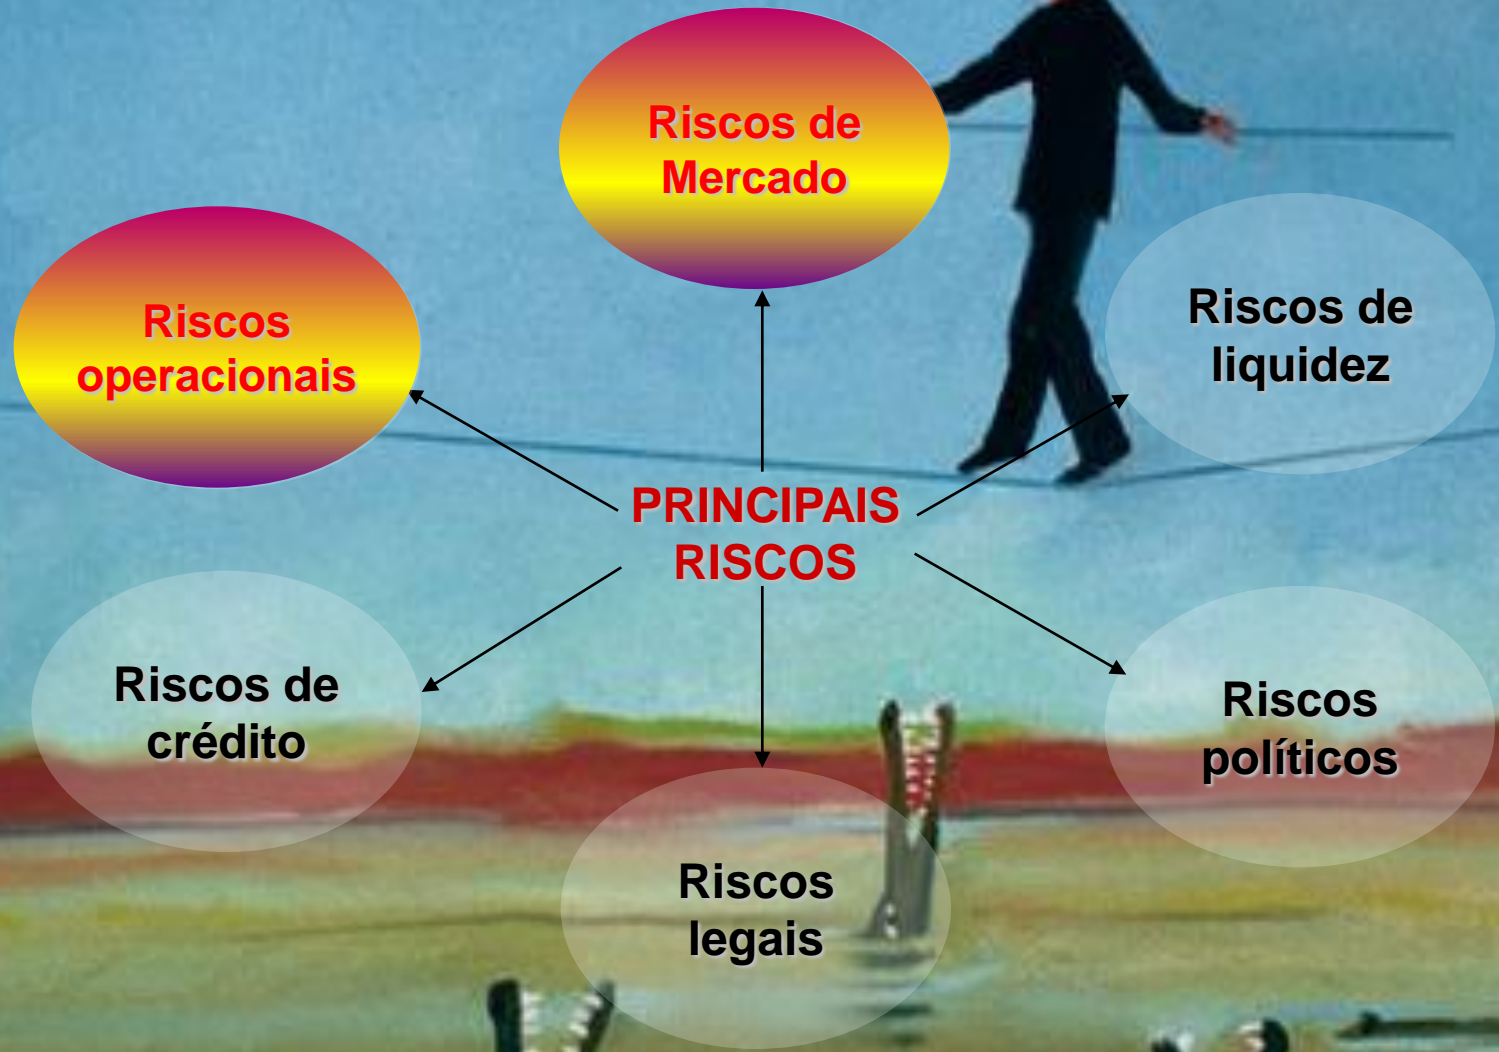 Riscos de
Mercado
Riscos
operacionais
Riscos de
liquidez
PRINCIPAIS
RISCOS
Riscos de
crédito
Riscos
políticos
Riscos
legais